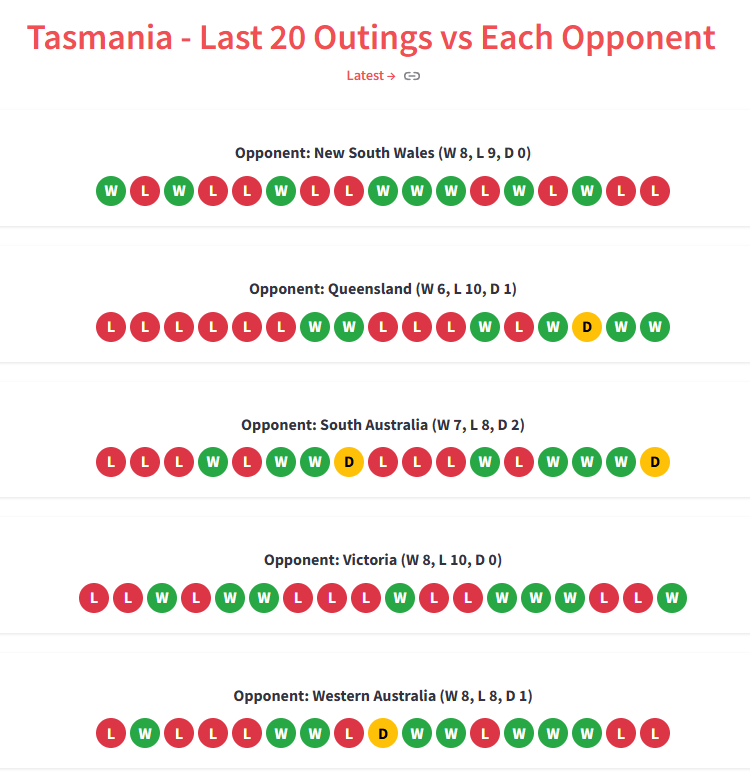 Tasmania - Last 20 Outings vs Each Opponent
Latest →
Opponent: New South Wales (W 8, L 9, D 0)
W L W L L W L L W W W L W L W L L
Opponent: Queensland (W 6, L 10, D 1)
L L L L L L W W L L L W L W D W W
Opponent: South Australia (W 7, L 8, D 2)
L L L W L W W D L L L W L W W W D
Opponent: Victoria (W 8, L 10, D 0)
L L W L W W L L L W L L W W W L L W
Opponent: Western Australia (W 8, L 8, D 1)
L W L L L W W L D W W L W W W L L